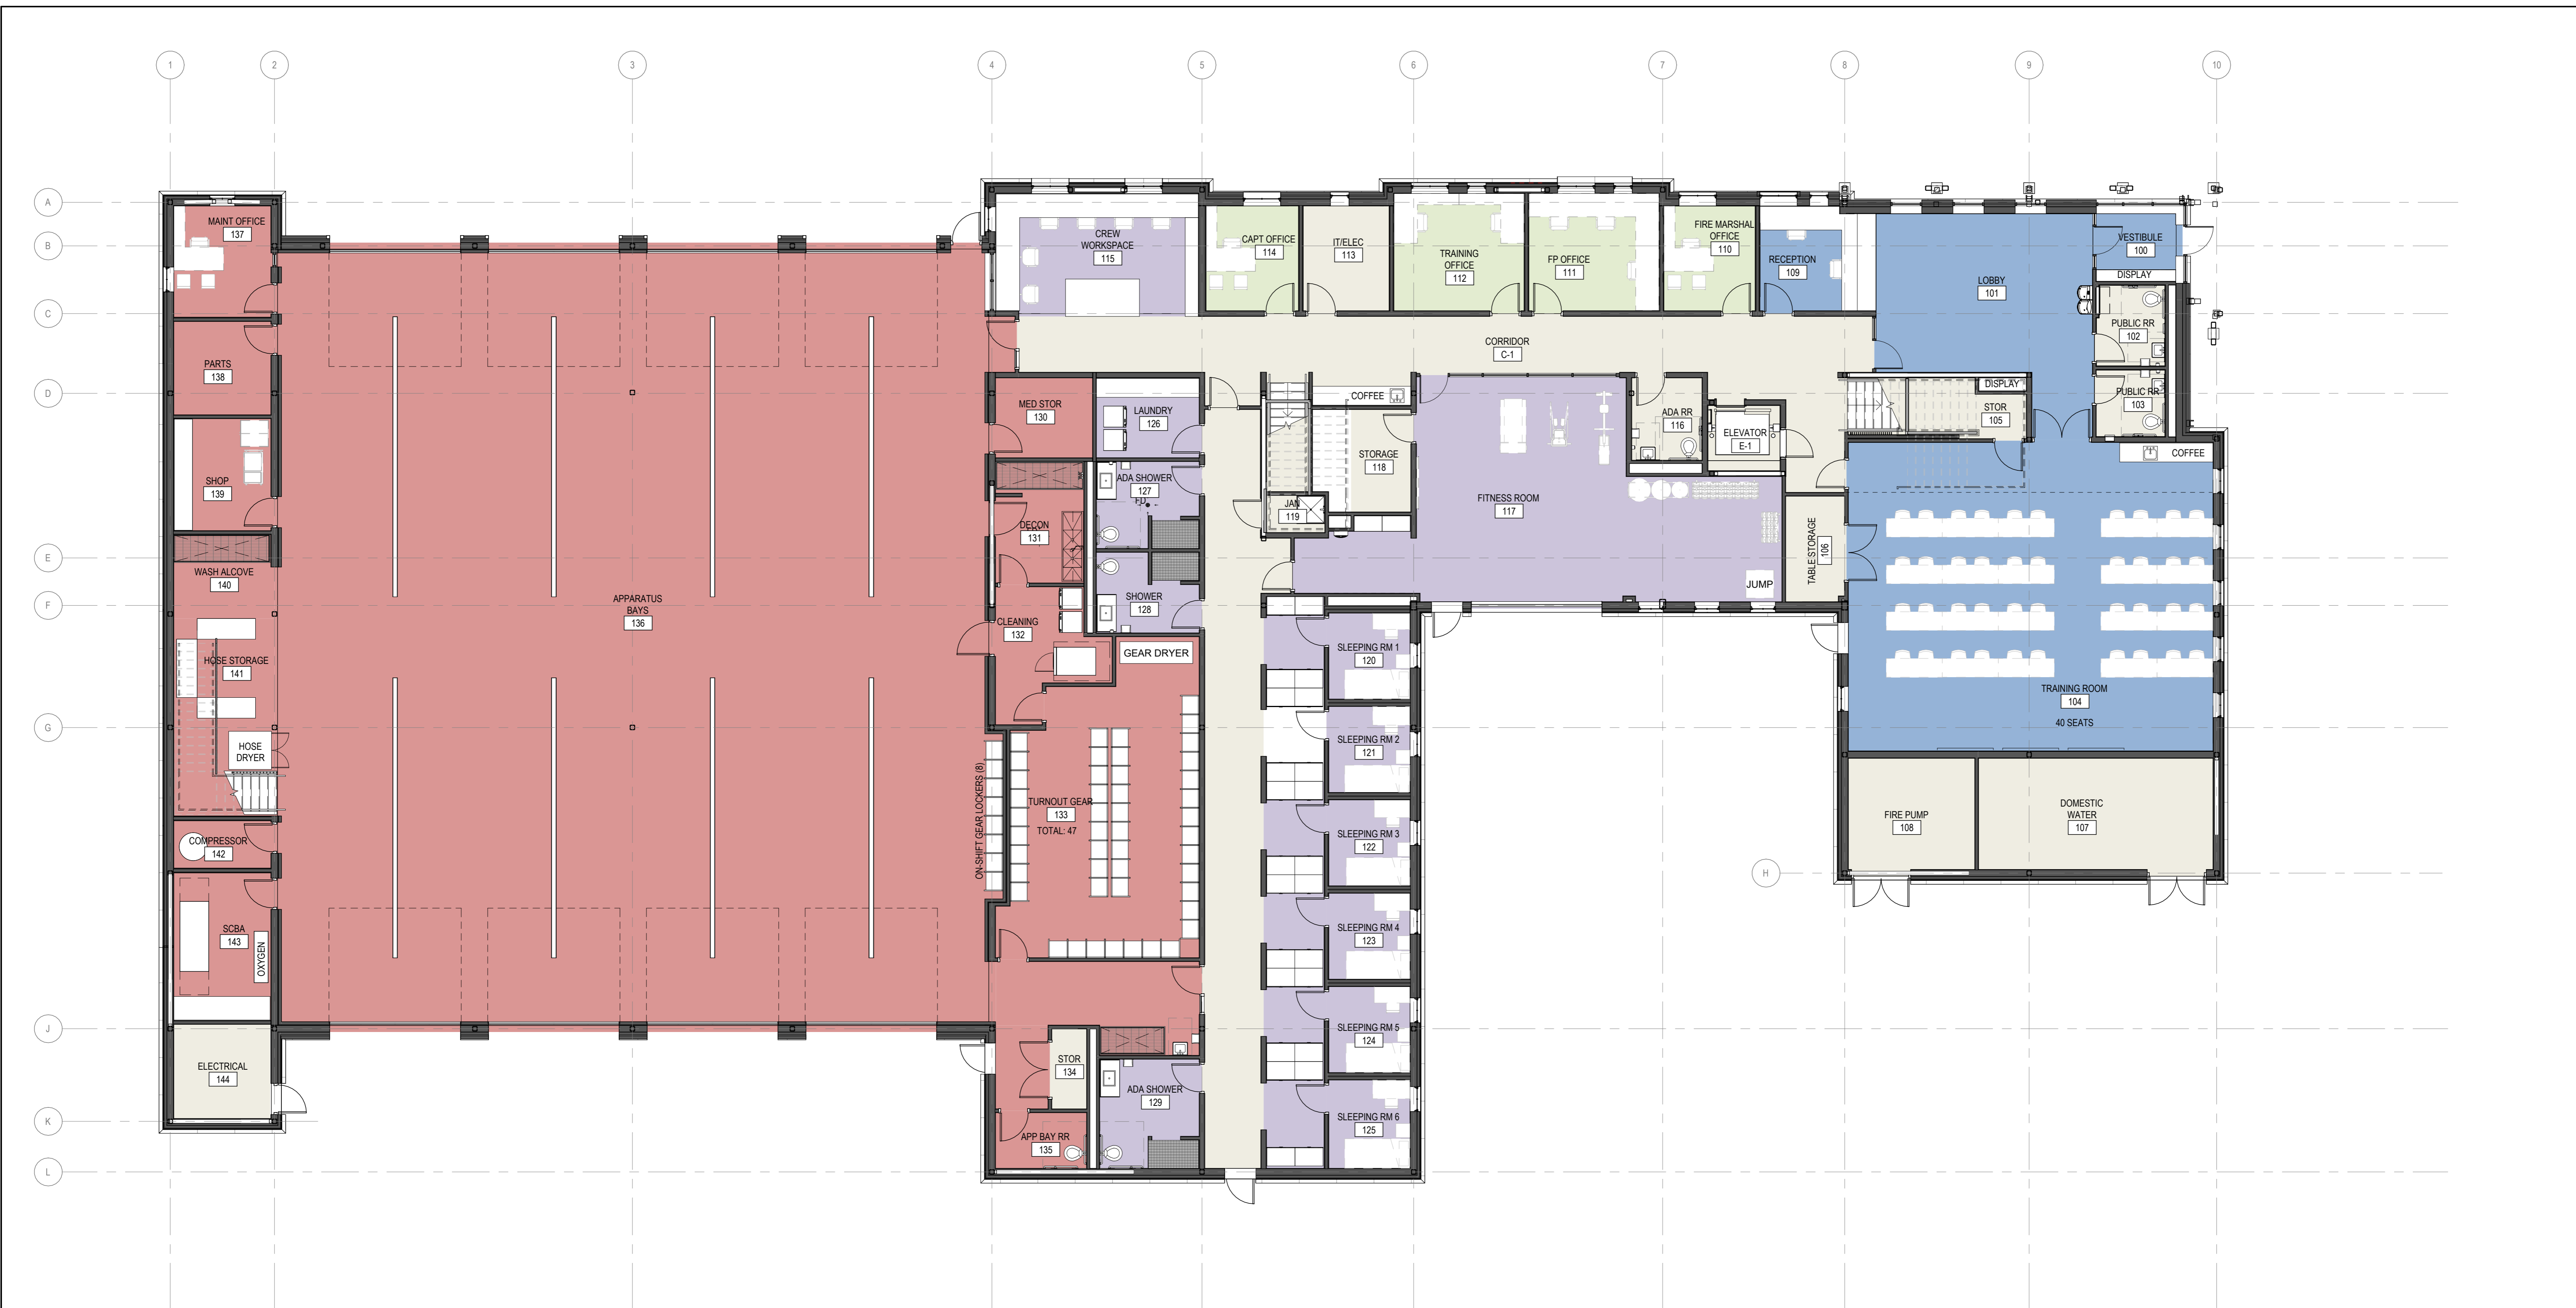 1
2
3
4
5
6
7
8
9
10
A
B
C
D
E
F
G
H
J
K
L
MAINT OFFICE
137
PARTS
138
SHOP
139
WASH ALCOVE
140
HOSE STORAGE
141
HOSE
DRYER
COMPRESSOR
142
SCBA
143
OXYGEN
ELECTRICAL
144
APPARATUS
BAYS
136
CREW
WORKSPACE
115
CAPT OFFICE
114
IT/ELEC
113
TRAINING
OFFICE
112
FP OFFICE
111
FIRE MARSHAL
OFFICE
110
RECEPTION
109
LOBBY
101
VESTIBULE
100
DISPLAY
PUBLIC RR
102
PUBLIC RR
103
CORRIDOR
C-1
MED STOR
130
LAUNDRY
126
ADA SHOWER
127
FD
DECON
131
SHOWER
128
CLEANING
132
GEAR DRYER
ON-SHIFT GEAR LOCKERS (8)
TURNOUT GEAR
133
TOTAL: 47
STOR
134
APP BAY RR
135
ADA SHOWER
129
COFFEE
STORAGE
118
JAN
119
FITNESS ROOM
117
JUMP
ADA RR
116
ELEVATOR
E-1
DISPLAY
STOR
105
COFFEE
TABLE STORAGE
106
TRAINING ROOM
104
40 SEATS
FIRE PUMP
108
DOMESTIC
WATER
107
SLEEPING RM 1
120
SLEEPING RM 2
121
SLEEPING RM 3
122
SLEEPING RM 4
123
SLEEPING RM 5
124
SLEEPING RM 6
125